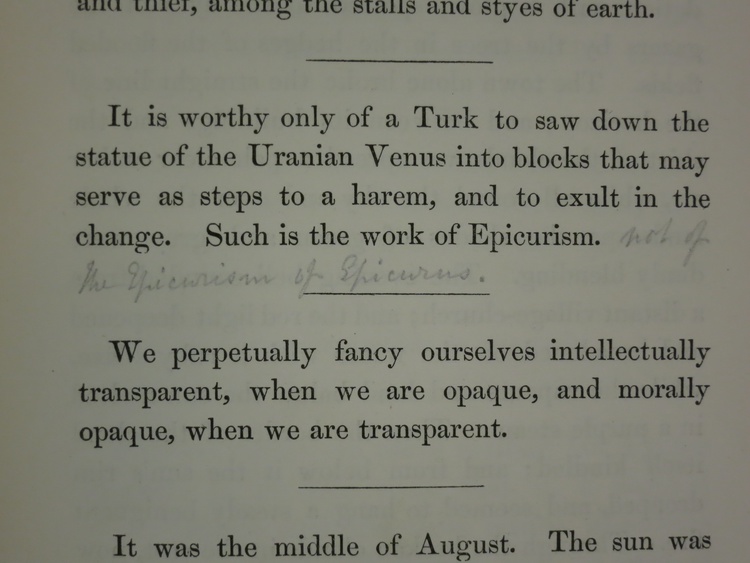 and thief, among the stalls and styes of earth.
It is worthy only of a Turk to saw down the
statue of the Uranian Venus into blocks that may
serve as steps to a harem, and to exult in the
change. Such is the work of Epicurism. not of
the Epicurism of Epicurus.
We perpetually fancy ourselves intellectually
transparent, when we are opaque, and morally
opaque, when we are transparent.
It was the middle of August. The sun was